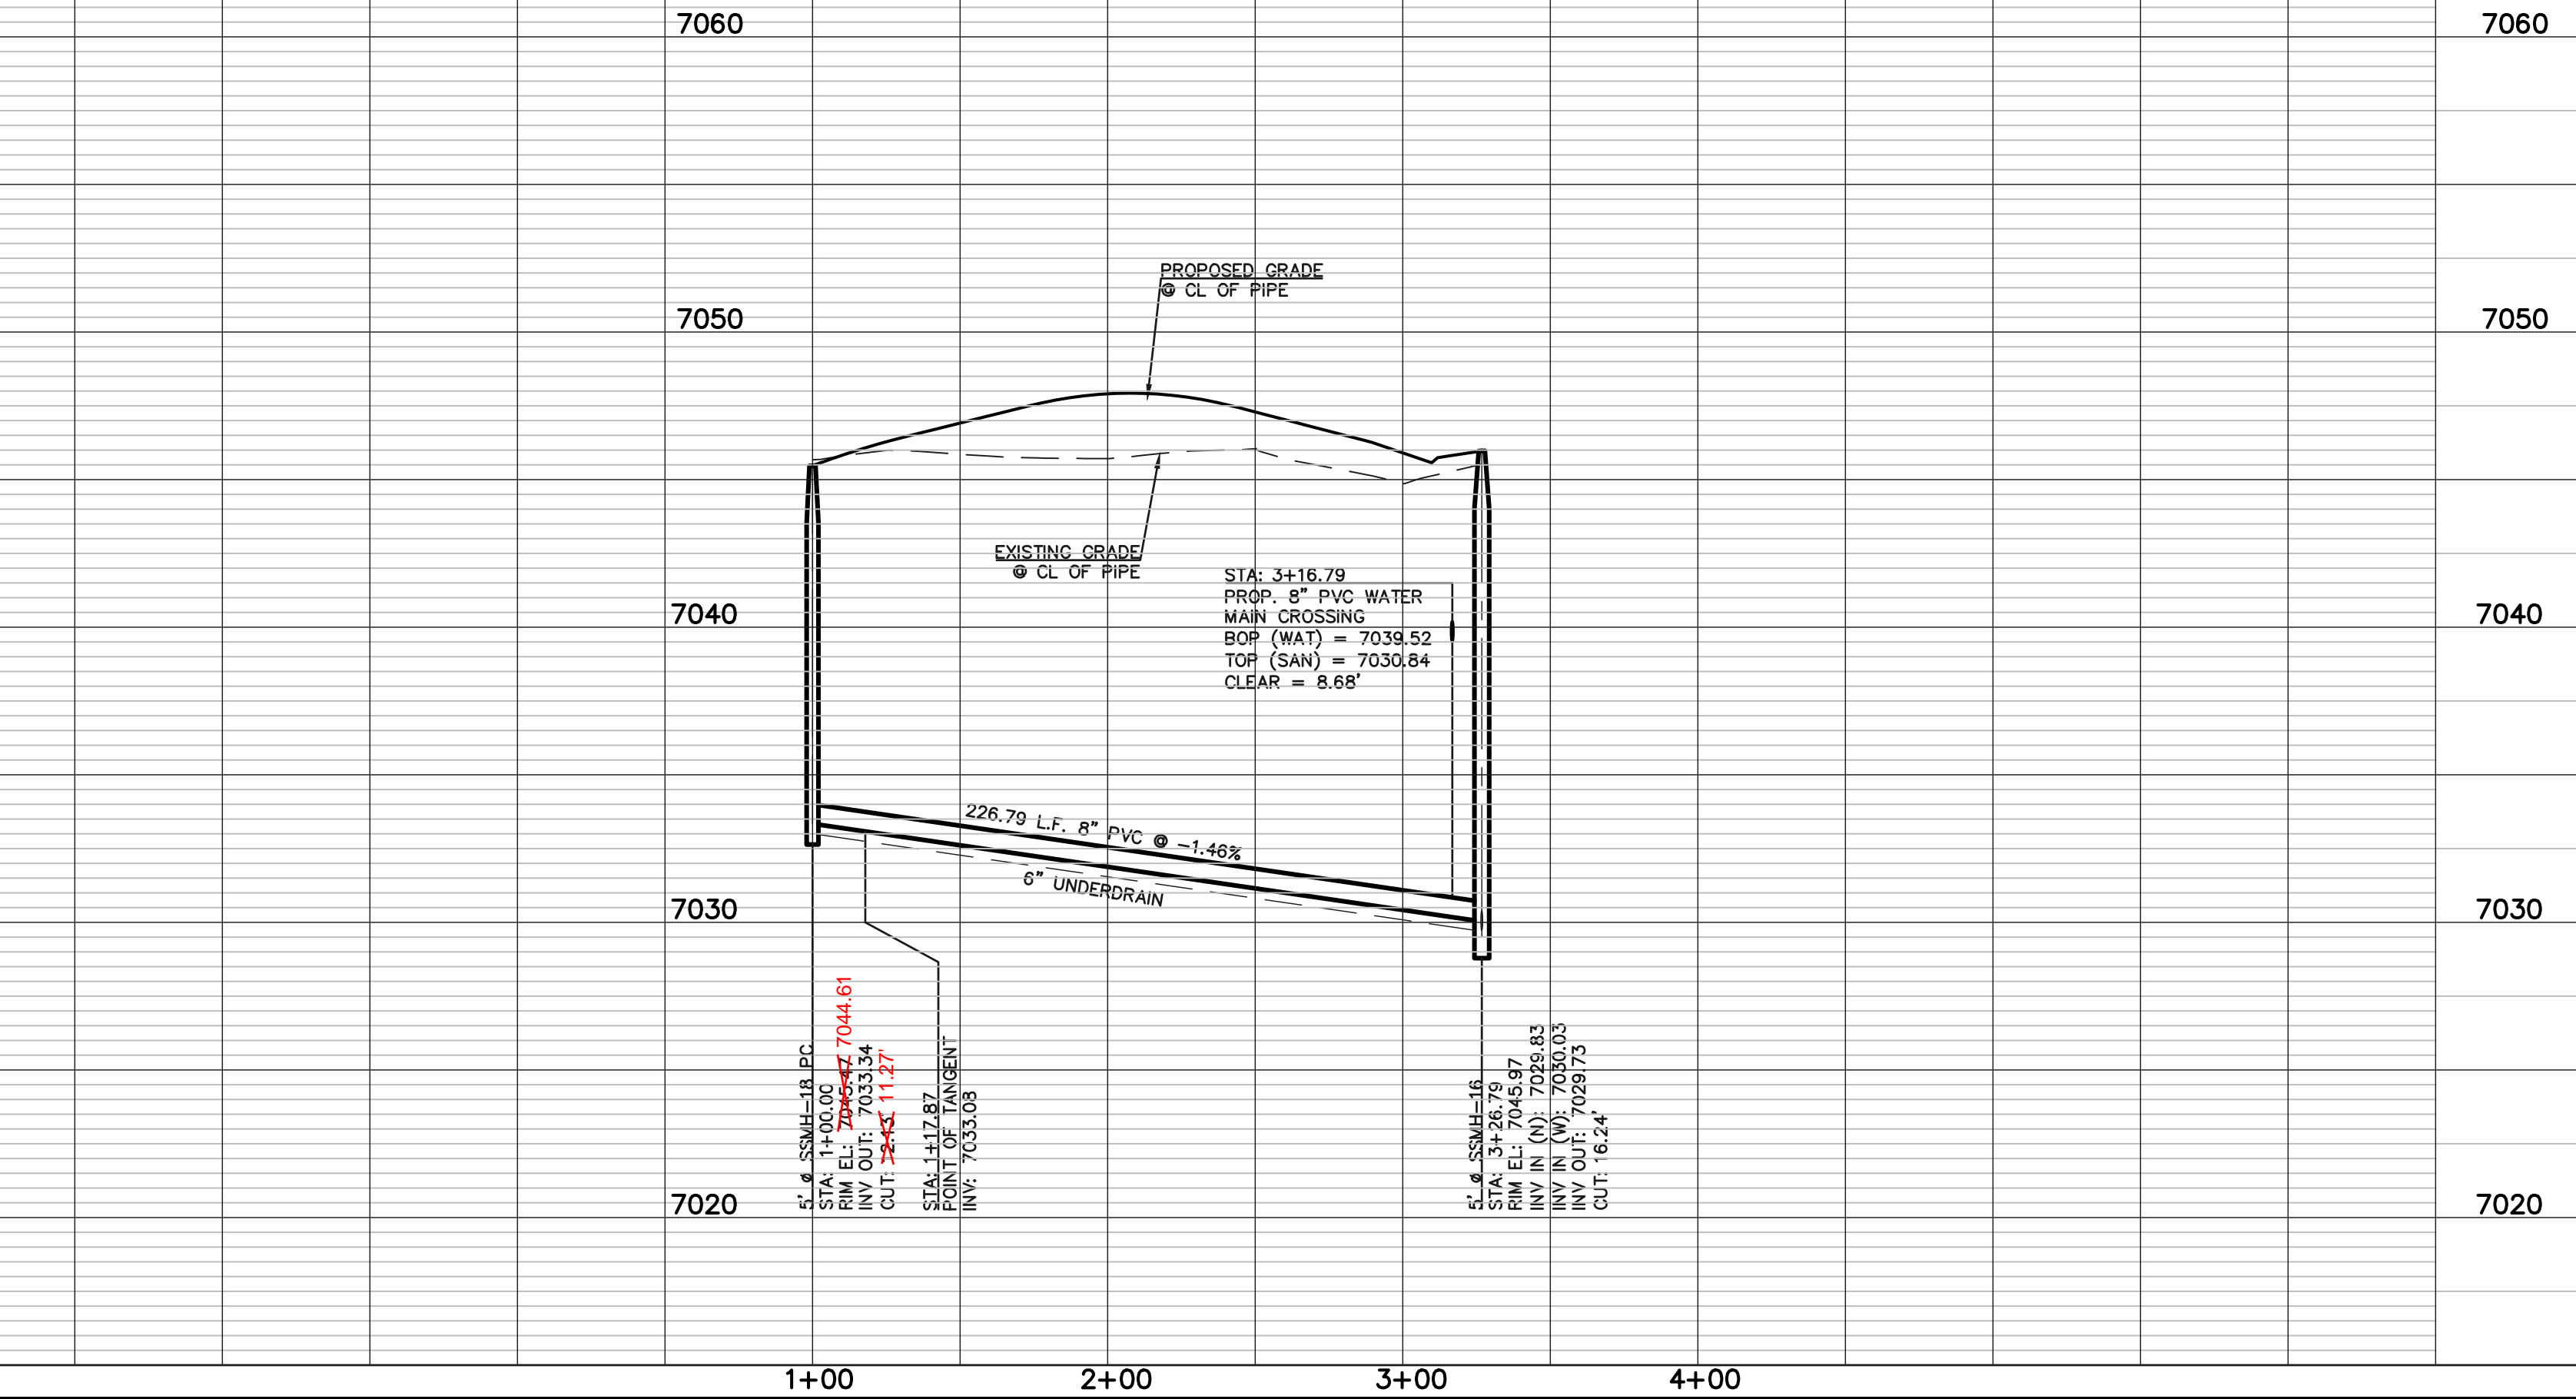 7060
7060
PROPOSED GRADE
@ CL OF PIPE
7050
7050
EXISTING GRADE
@ CL OF PIPE
STA: 3+16.79
PROP. 8" PVC WATER
MAIN CROSSING
BOP (WAT) = 7039.52
TOP (SAN) = 7030.84
CLEAR = 8.68'
7040
7040
226.79 L.F. 8" PVC @ -1.46%
6" UNDERDRAIN
7030
7030
5' ø SSMH-18 PC
STA: 1+00.00
RIM EL: 7045.47 7044.61
INV OUT: 7033.34
CUT: 12.13' 11.27'
STA: 1+17.87
POINT OF TANGENT
INV: 7033.08
5' ø SSMH-16
STA: 3+26.79
RIM EL: 7045.97
INV IN (N): 7029.83
INV IN (W): 7030.03
INV OUT: 7029.73
CUT: 16.24'
7020
7020
1+00 2+00 3+00 4+00